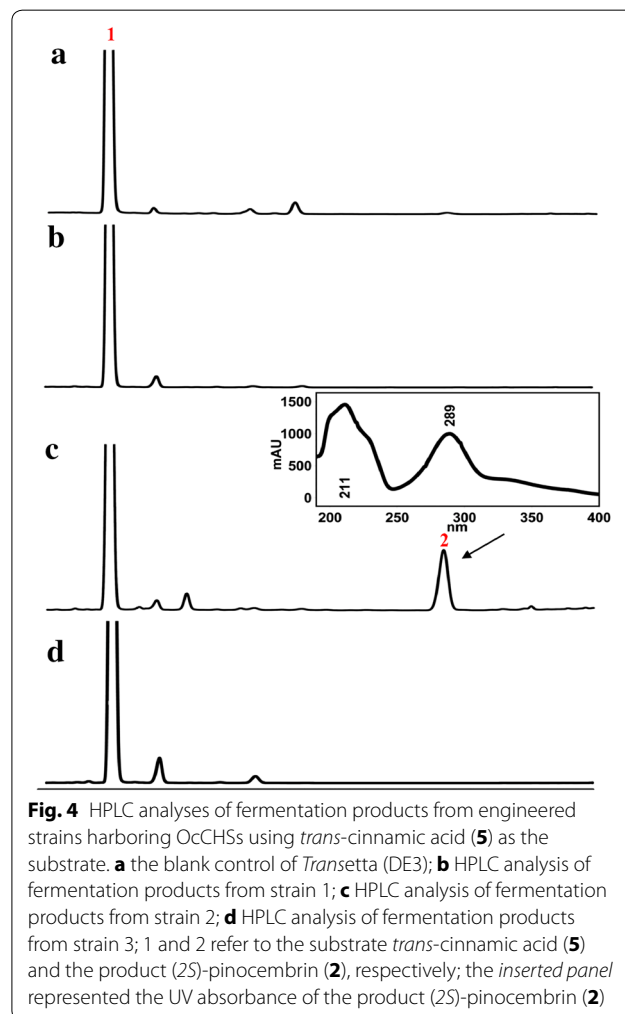 a
1
b
c
1500
1000
500
0
mAU
211
289
200
250
300
350
400
nm
2
d
Fig. 4 HPLC analyses of fermentation products from engineered
strains harboring OcCHSs using trans-cinnamic acid (5) as the
substrate. a the blank control of Transetta (DE3); b HPLC analysis of
fermentation products from strain 1; c HPLC analysis of fermentation
products from strain 2; d HPLC analysis of fermentation products
from strain 3; 1 and 2 refer to the substrate trans-cinnamic acid (5)
and the product (2S)-pinocembrin (2), respectively; the inserted panel
represented the UV absorbance of the product (2S)-pinocembrin (2)